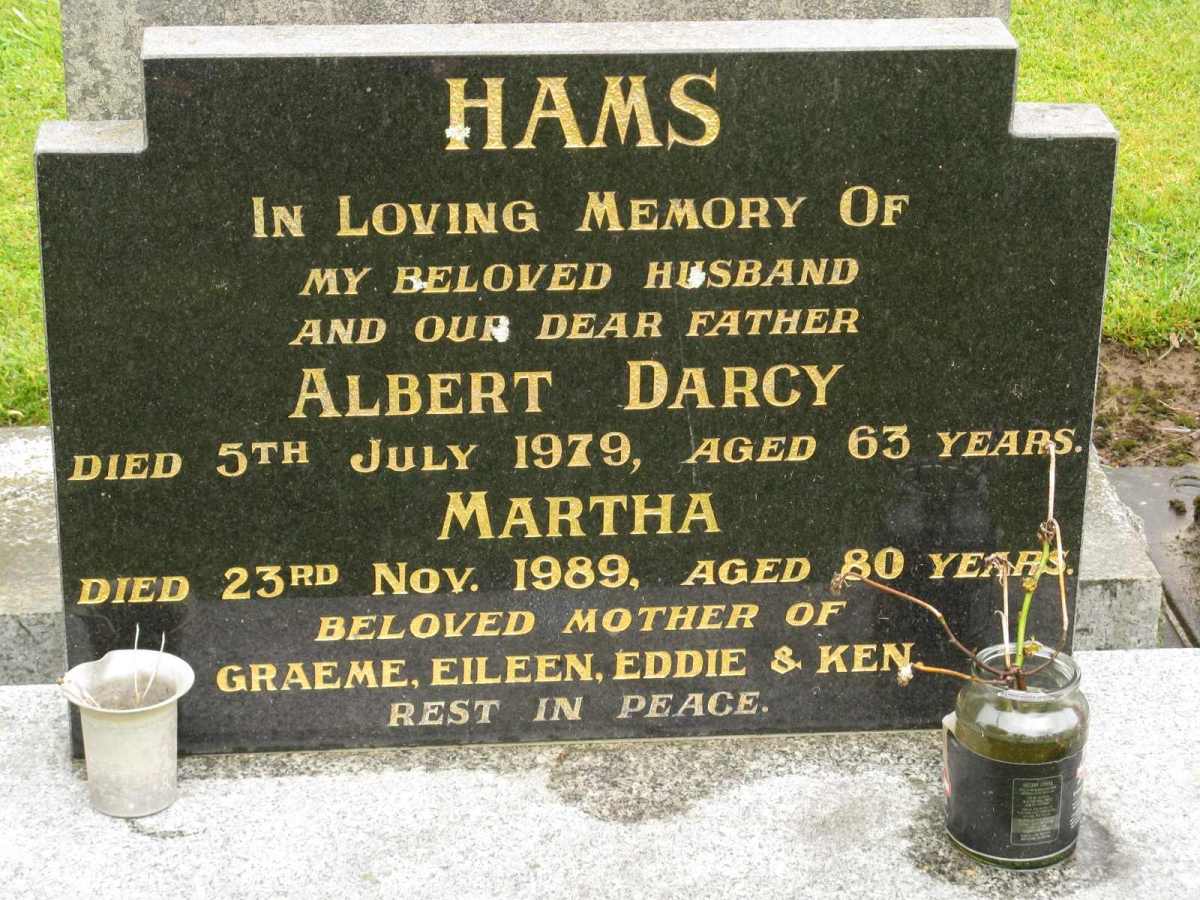 HAMS
IN LOVING MEMORY OF
MY BELOVED HUSBAND
AND OUR DEAR FATHER
ALBERT DARCY
DIED 5TH JULY 1979, AGED 63 YEARS.
MARTHA
DIED 23RD NOV. 1989, AGED 80 YEARS.
BELOVED MOTHER OF
GRAEME, EILEEN, EDDIE & KEN
REST IN PEACE.